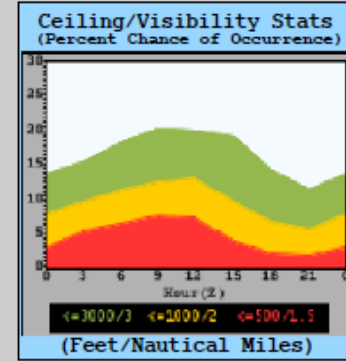 Ceiling/Visibility Stats
(Percent Chance of Occurrence)
30
25
20
15
10
5
0
0 3 6 9 12 15 18 21 0
Hour(Z)
<=3000/3 <=1000/2 <=500/1.5
(Feet/Nautical Miles)